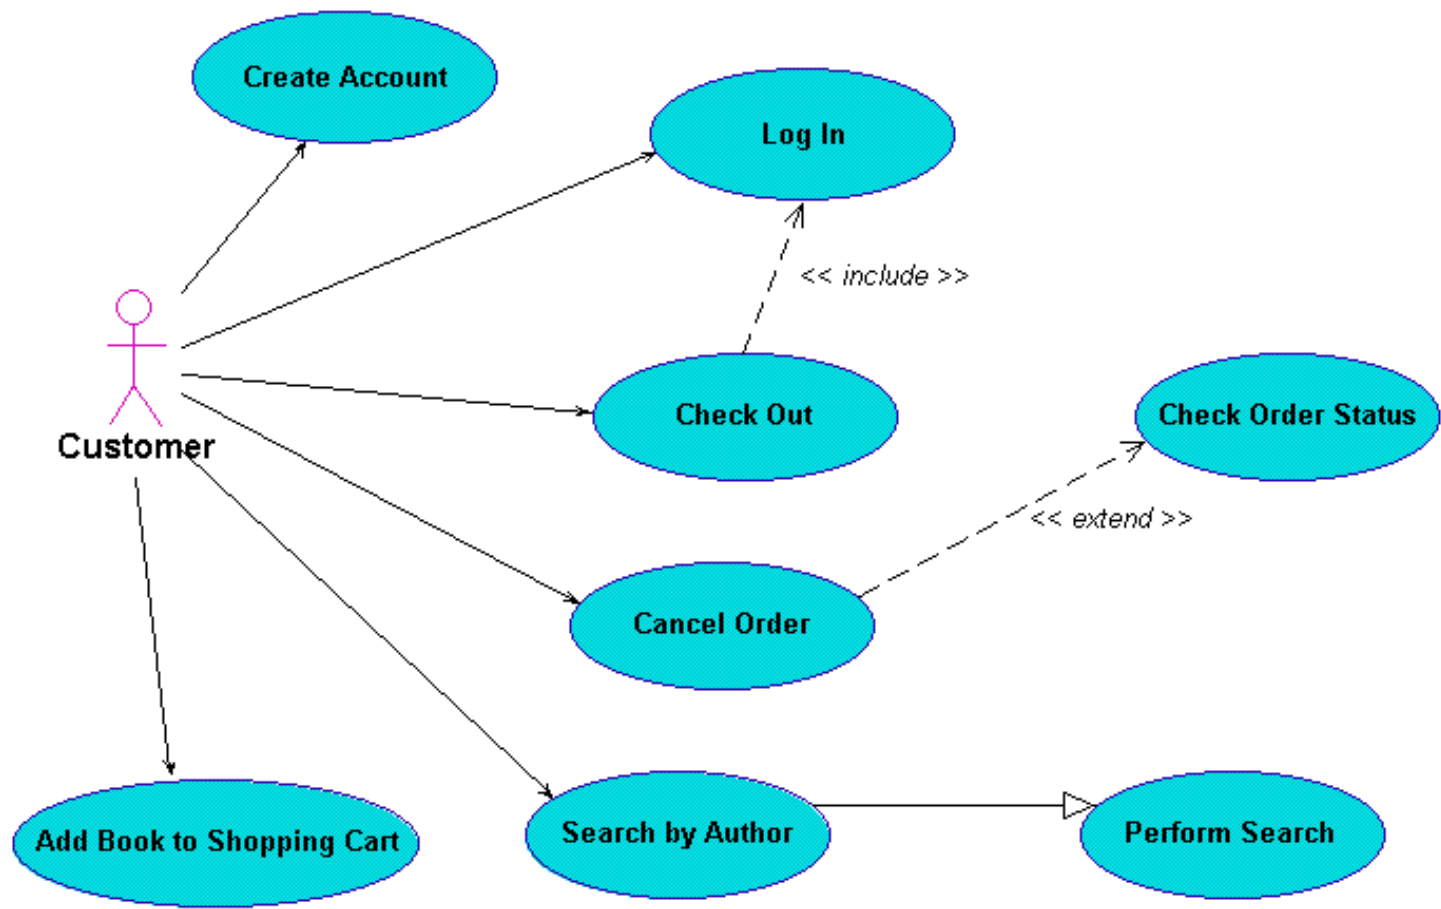 Create Account
Log In
<< include >>
Check Out
Check Order Status
Customer
<< extend >>
Cancel Order
Add Book to Shopping Cart
Search by Author
Perform Search